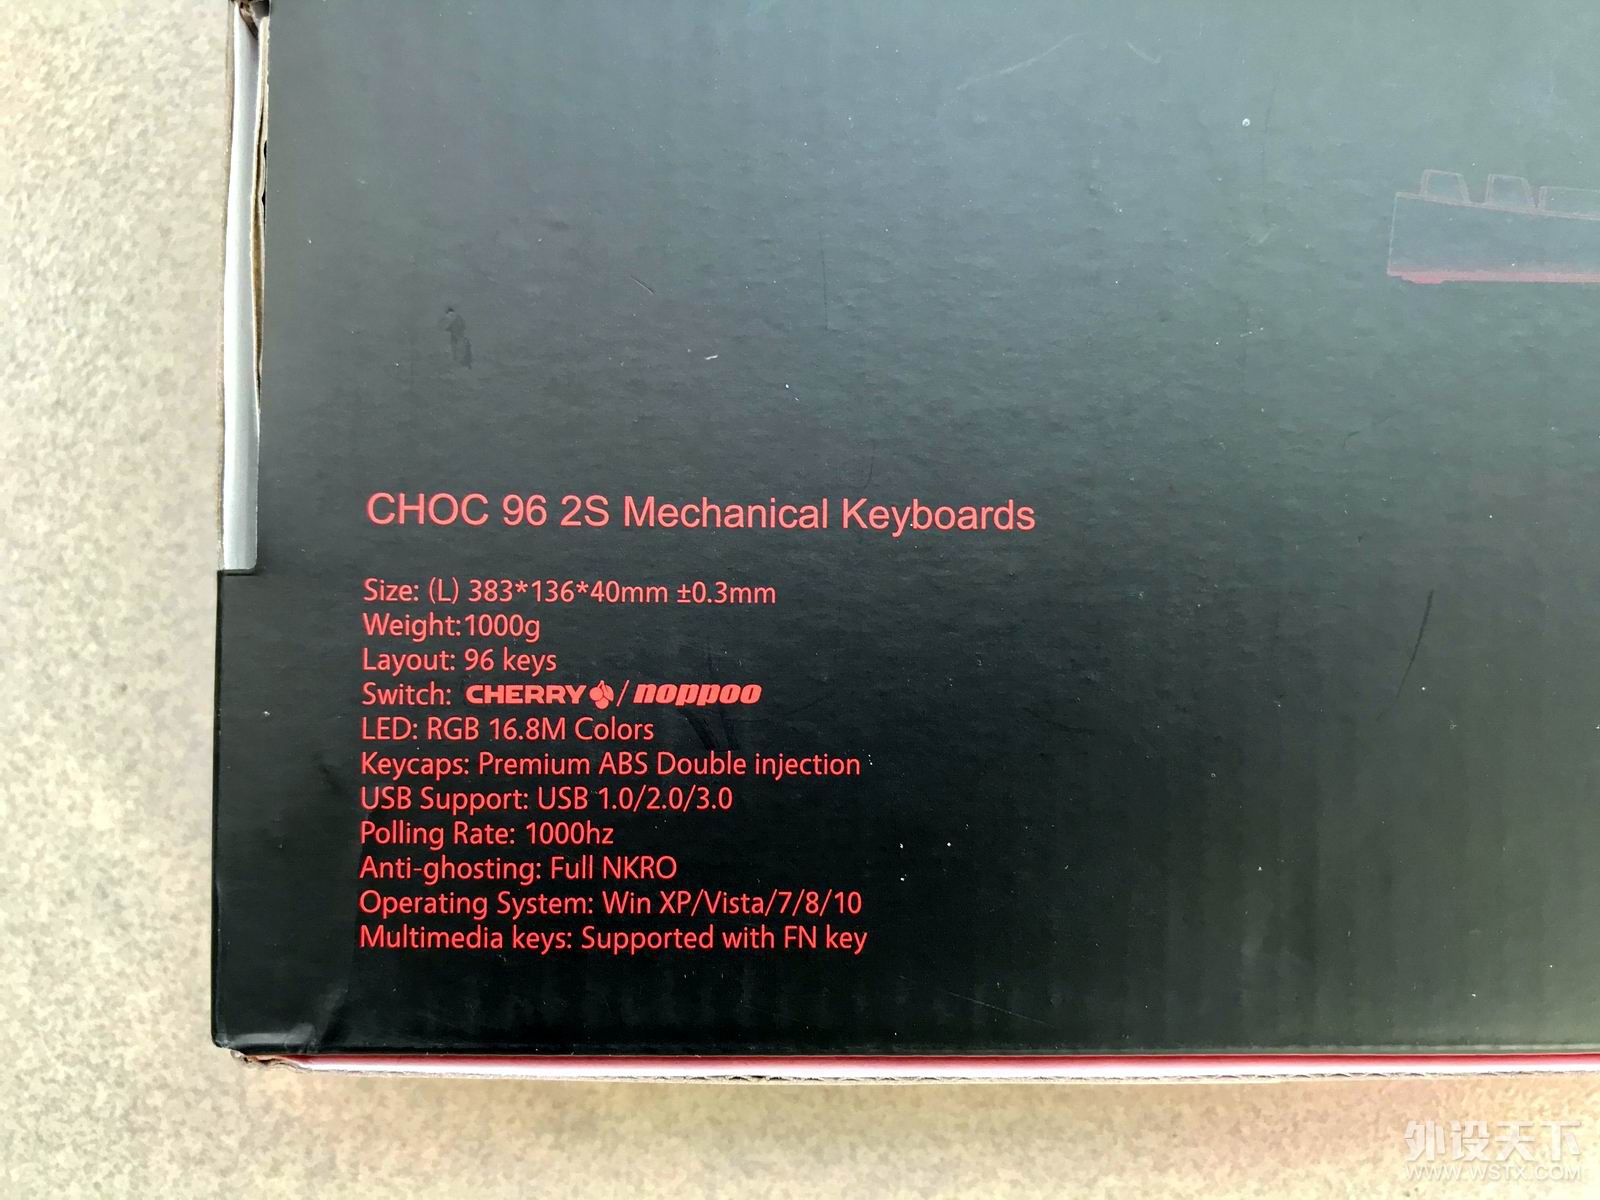 CHOC 96 2S Mechanical Keyboards
Size: (L) 383*136*40mm ±0.3mm
Weight:1000g
Layout: 96 keys
Switch: CHERRY/noppoo
LED: RGB 16.8M Colors
Keycaps: Premium ABS Double injection
USB Support: USB 1.0/2.0/3.0
Polling Rate: 1000hz
Anti-ghosting: Full NKRO
Operating System: Win XP/Vista/7/8/10
Multimedia keys: Supported with FN key
外设天下
WWW.WSTX.COM